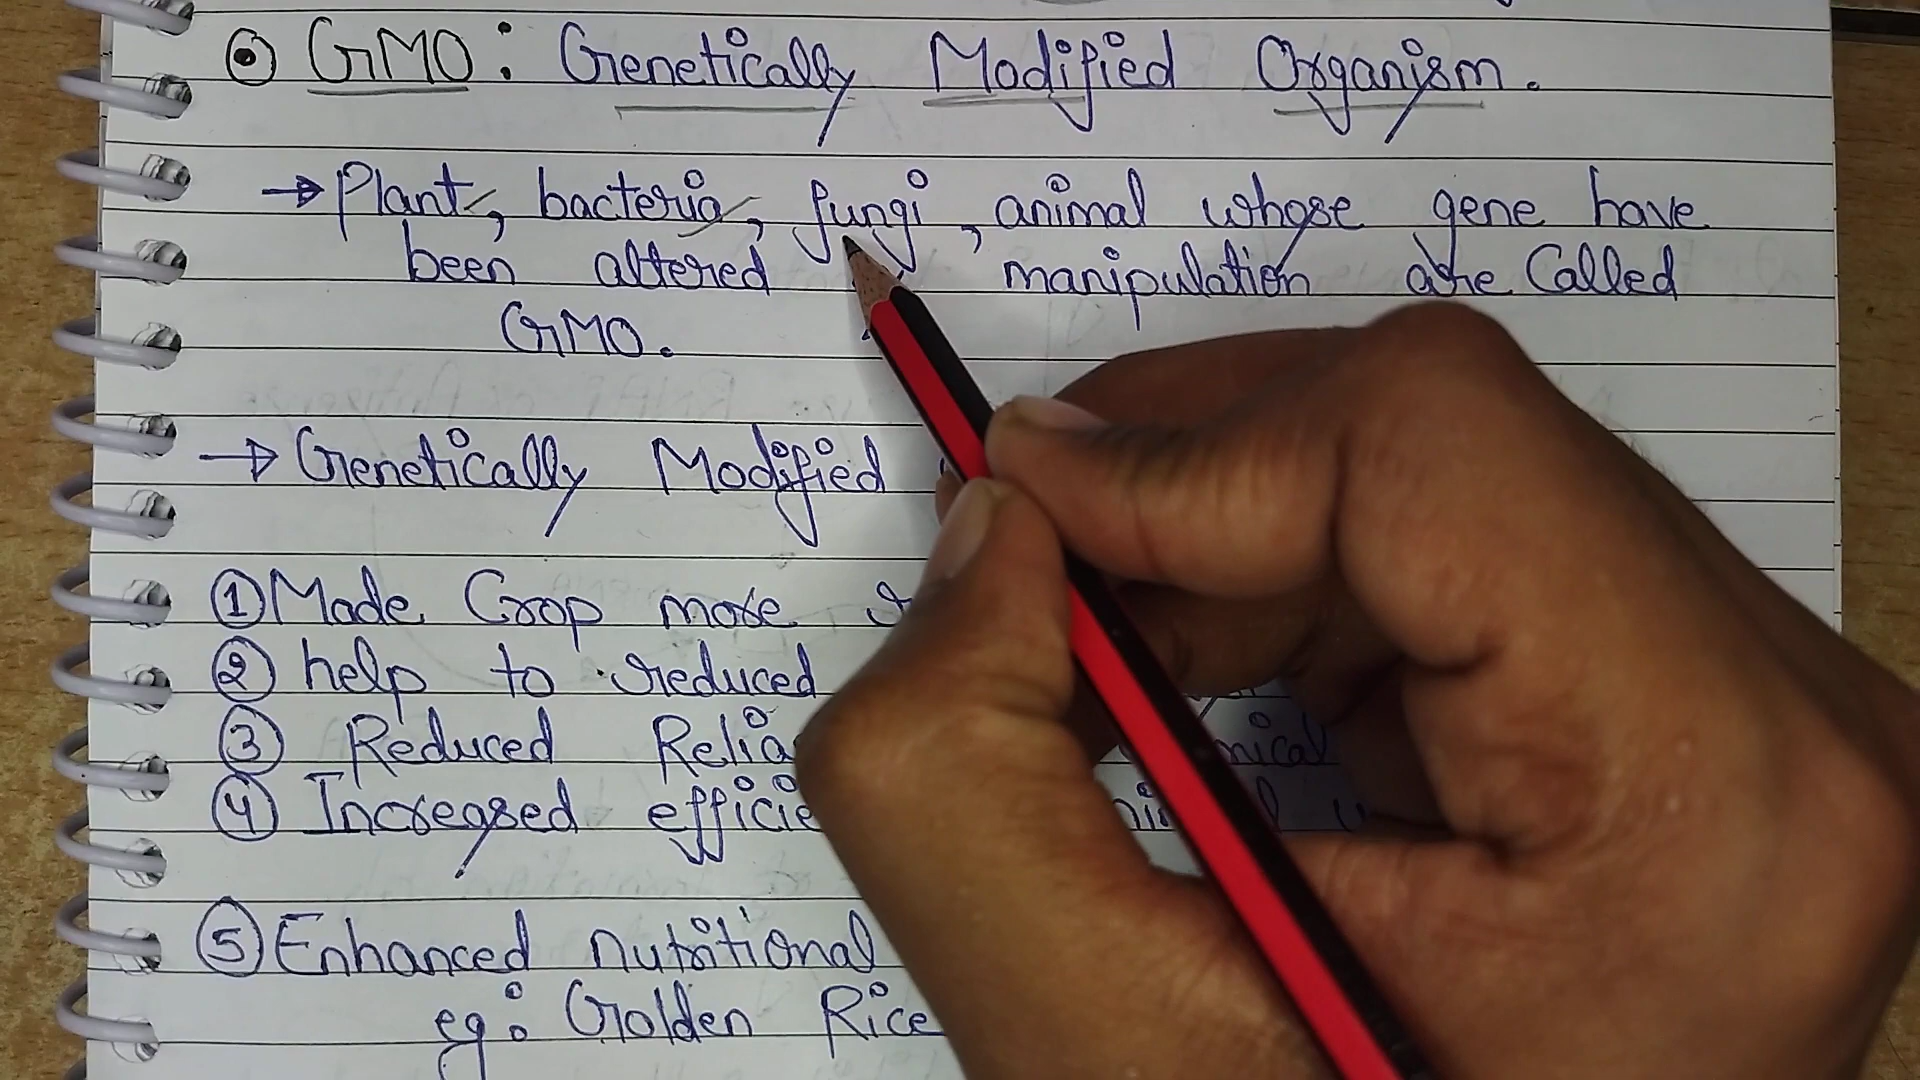 GMO: Genetically Modified Organism.
→ Plant, bacteria, fungi, animal whose gene have
been altered manipulation are Called
GMO.
→ Genetically Modified
① Made Crop more
② help to reduced
③ Reduced
④ Increased
⑤ Enhanced nutritional
eg: Golden Rice